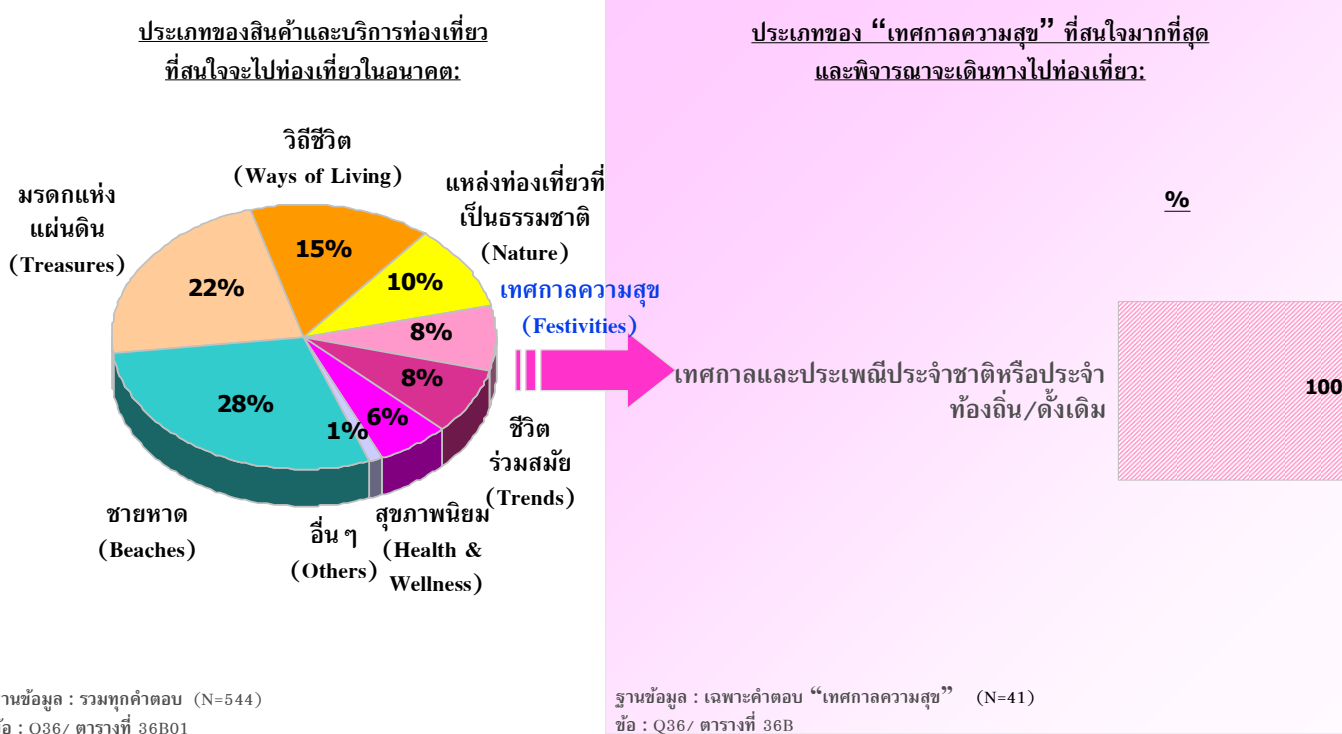 ประเภทของสินค้าและบริการท่องเที่ยว
ที่สนใจจะไปท่องเที่ยวในอนาคต:
ประเภทของ “เทศกาลความสุข” ที่สนใจมากที่สุด
และพิจารณาจะเดินทางไปท่องเที่ยว:
วิถีชีวิต
(Ways of Living)
มรดกแห่ง
แผ่นดิน
(Treasures)
แหล่งท่องเที่ยวที่
เป็นธรรมชาติ
(Nature)
เทศกาลความสุข
(Festivities)
15%
10%
22%
8%
8%
28%
6%
1%
ชีวิต
ร่วมสมัย
(Trends)
ชายหาด
(Beaches)
อื่น ๆ
(Others)
สุขภาพนิยม
(Health &
Wellness)
%
เทศกาลและประเพณีประจำชาติหรือประจำ
ท้องถิ่น/ดั้งเดิม
100
านข้อมูล : รวมทุกคำตอบ (N=544)
ข้อ : Q36/ ตารางที่ 36B01
ฐานข้อมูล : เฉพาะคำตอบ “เทศกาลความสุข” (N=41)
ข้อ : Q36/ ตารางที่ 36B